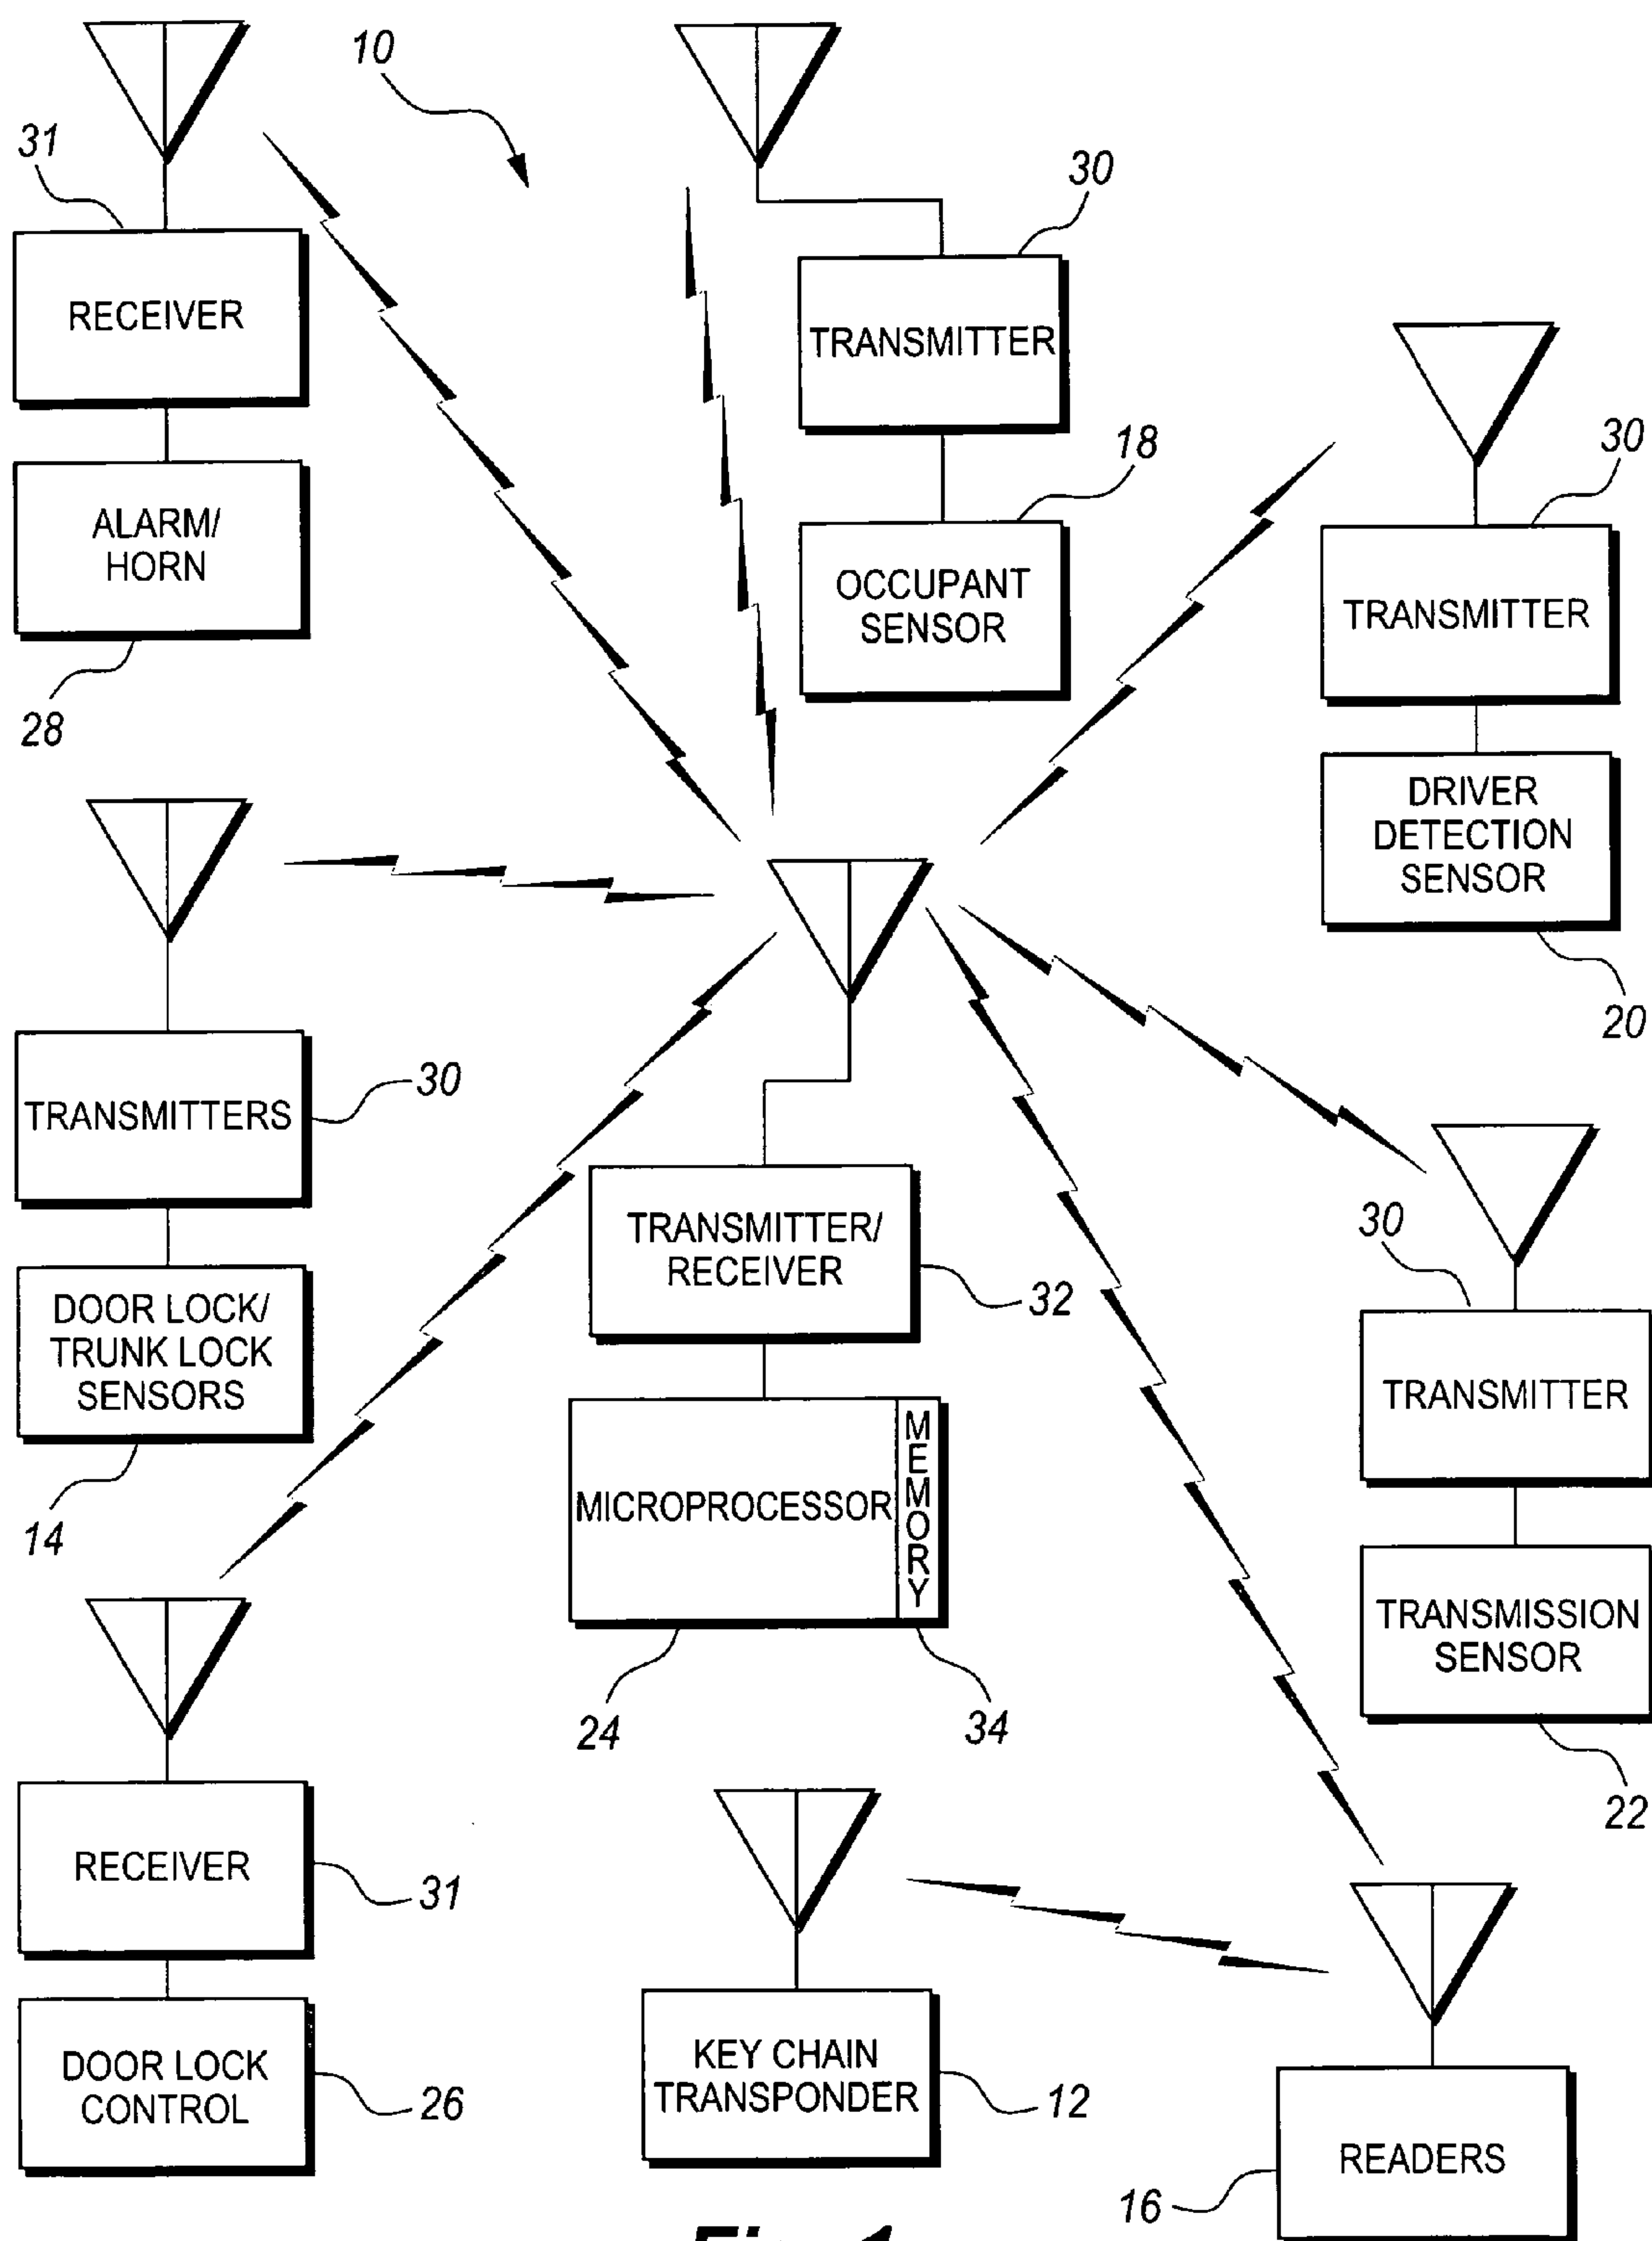 10
31
RECEIVER
ALARM/
HORN
28
30
TRANSMITTER
18
OCCUPANT
SENSOR
30
TRANSMITTER
DRIVER
DETECTION
SENSOR
20
TRANSMITTERS
30
DOOR LOCK/
TRUNK LOCK
SENSORS
14
TRANSMITTER/
RECEIVER
32
MICROPROCESSOR
MEMORY
24
34
30
TRANSMITTER
TRANSMISSION
SENSOR
22
RECEIVER
31
DOOR LOCK
CONTROL
26
KEY CHAIN
TRANSPONDER
12
READERS
16